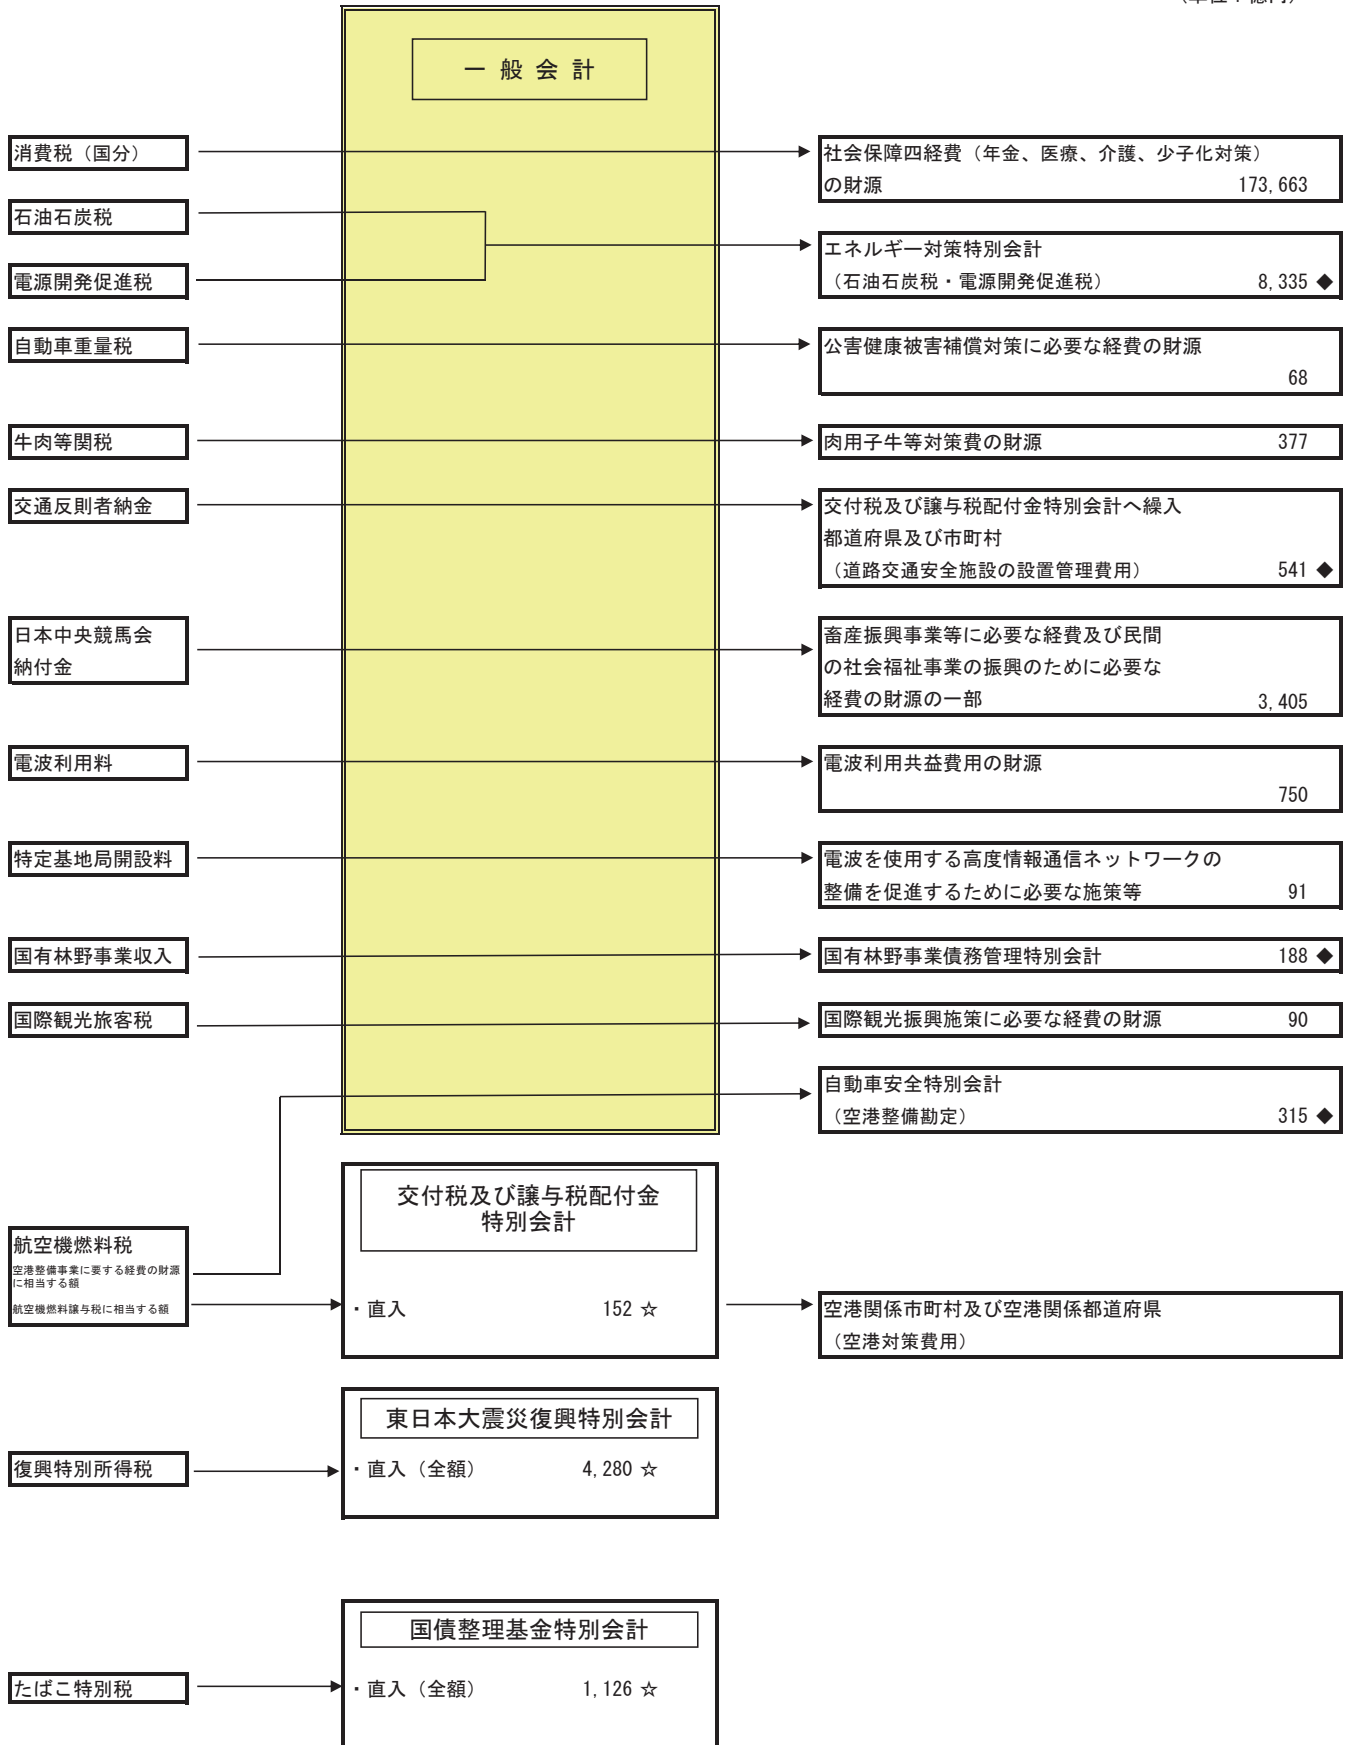 （単位：億円）
一般会計
消費税（国分）
社会保障四経費（年金、医療、介護、少子化対策）
の財源 173,663
石油石炭税
電源開発促進税
エネルギー対策特別会計
（石油石炭税・電源開発促進税） 8,335 ◆
自動車重量税
公害健康被害補償対策に必要な経費の財源
68
牛肉等関税
肉用子牛等対策費の財源 377
交通反則者納金
交付税及び譲与税配付金特別会計へ繰入
都道府県及び市町村
（道路交通安全施設の設置管理費用） 541 ◆
日本中央競馬会
納付金
畜産振興事業等に必要な経費及び民間
の社会福祉事業の振興のために必要な
経費の財源の一部 3,405
電波利用料
電波利用共益費用の財源
750
特定基地局開設料
電波を使用する高度情報通信ネットワークの
整備を促進するために必要な施策等 91
国有林野事業収入
国有林野事業債務管理特別会計 188 ◆
国際観光旅客税
国際観光振興施策に必要な経費の財源 90
自動車安全特別会計
（空港整備勘定） 315 ◆
航空機燃料税
空港整備事業に要する経費の財源
に相当する額
航空機燃料譲与税に相当する額
交付税及び譲与税配付金
特別会計
・直入 152 ☆
空港関係市町村及び空港関係都道府県
（空港対策費用）
東日本大震災復興特別会計
復興特別所得税
・直入（全額） 4,280 ☆
国債整理基金特別会計
たばこ特別税
・直入（全額） 1,126 ☆